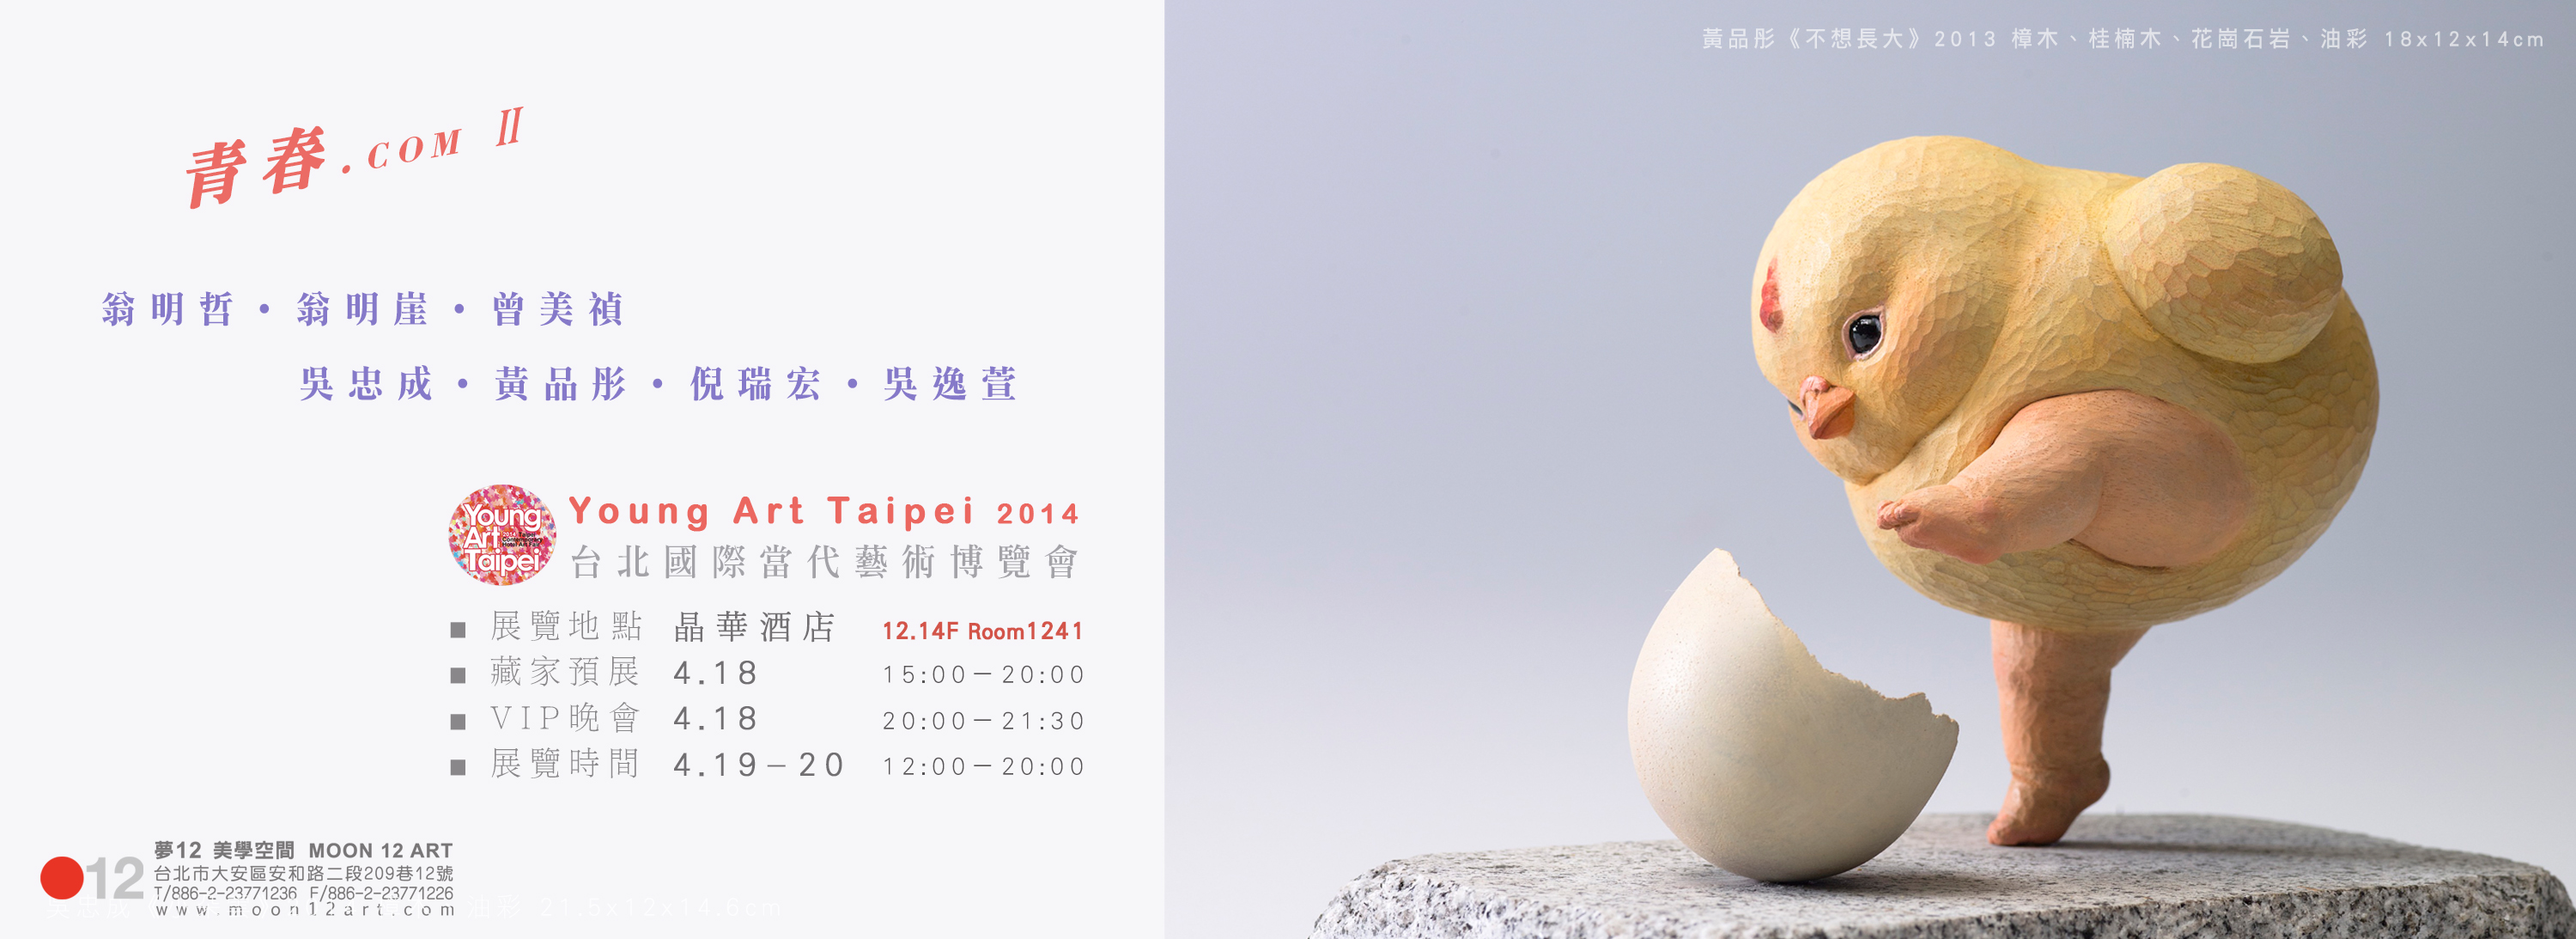 黃品彤《不想長大》2013 樟木、桂楠木、花崗石岩、油彩 18x12x14cm
青春.COM II
翁明哲・翁明崖・曾美禎
吳忠成・黃品彤・倪瑞宏・吳逸萱
Young Art Taipei
Young Art Taipei 2014
台北國際當代藝術博覽會
■ 展覽地點 晶華酒店 12.14F Room1241
■ 藏家預展 4.18 15:00－20:00
■ VIP晚會 4.18 20:00－21:30
■ 展覽時間 4.19－20 12:00－20:00
12
夢12 美學空間 MOON 12 ART
台北市大安區安和路二段209巷12號
T/886-2-23771236 F/886-2-23771226
www.moon12art.com
油彩 21.5x12x14.6cm